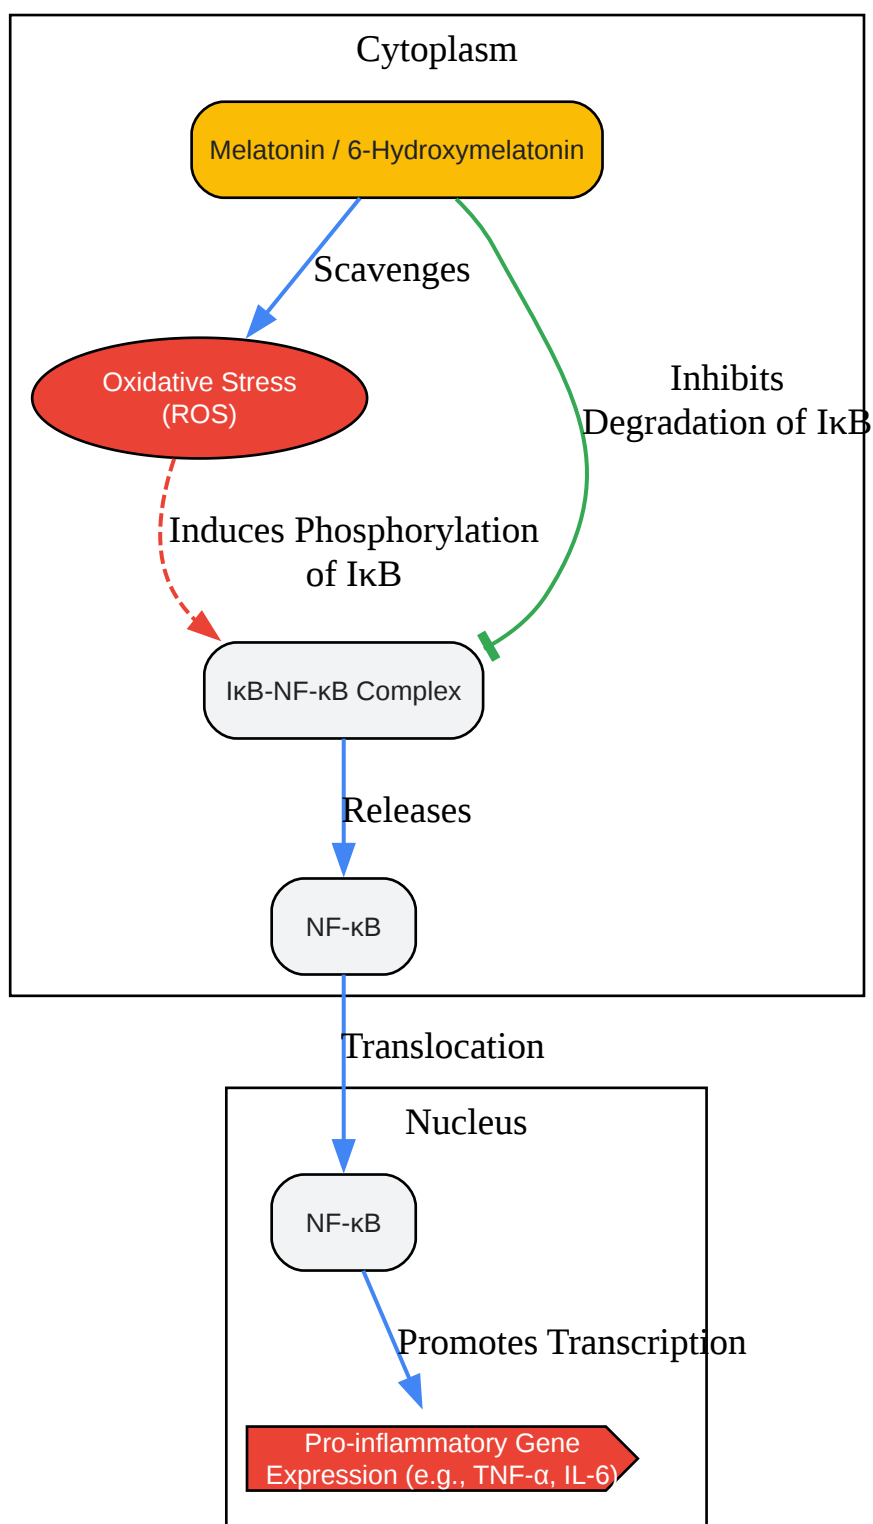 Cytoplasm
Melatonin / 6-Hydroxymelatonin
Scavenges
Oxidative Stress
(ROS)
Inhibits
Degradation of IκB
Induces Phosphorylation
of IκB
IκB-NF-κB Complex
Releases
NF-κB
Translocation
Nucleus
NF-κB
Promotes Transcription
Pro-inflammatory Gene
Expression (e.g., TNF-α, IL-6)